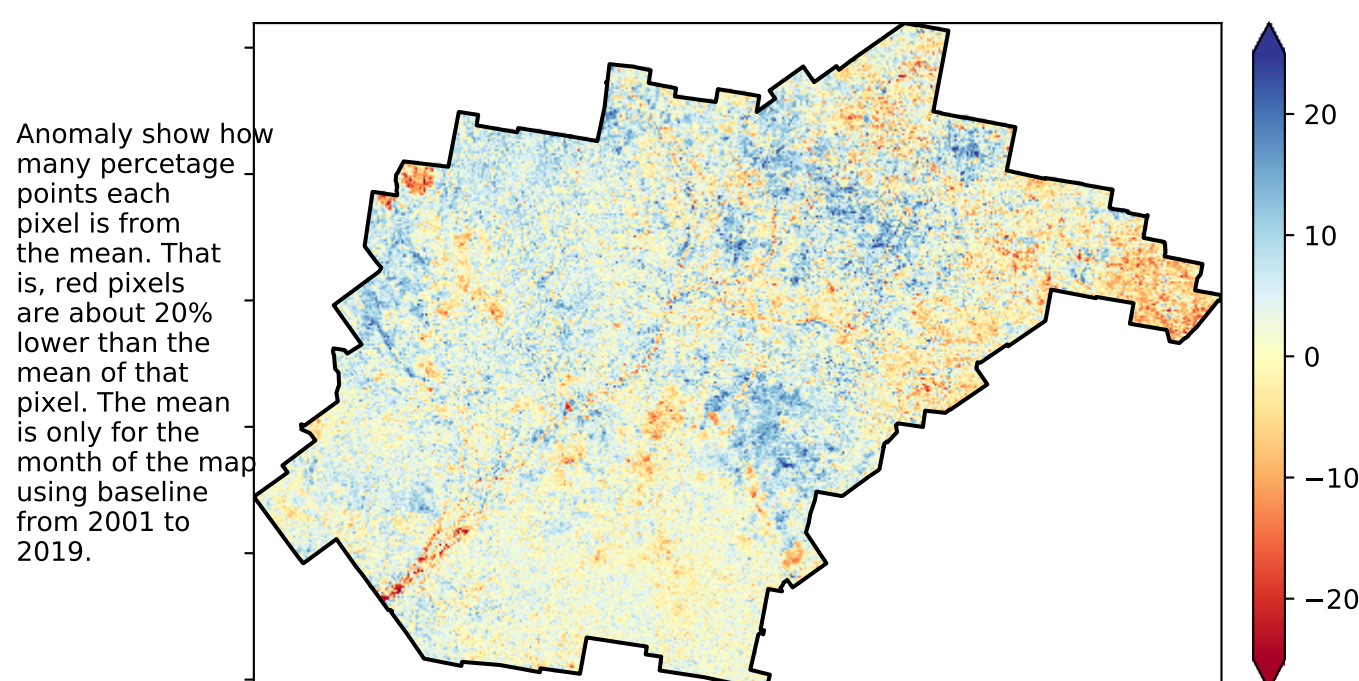 Anomaly show how
many percetage
points each
pixel is from
the mean. That
is, red pixels
are about 20%
lower than the
mean of that
pixel. The mean
is only for the
month of the map
using baseline
from 2001 to
2019.
20
10
0
−10
−20